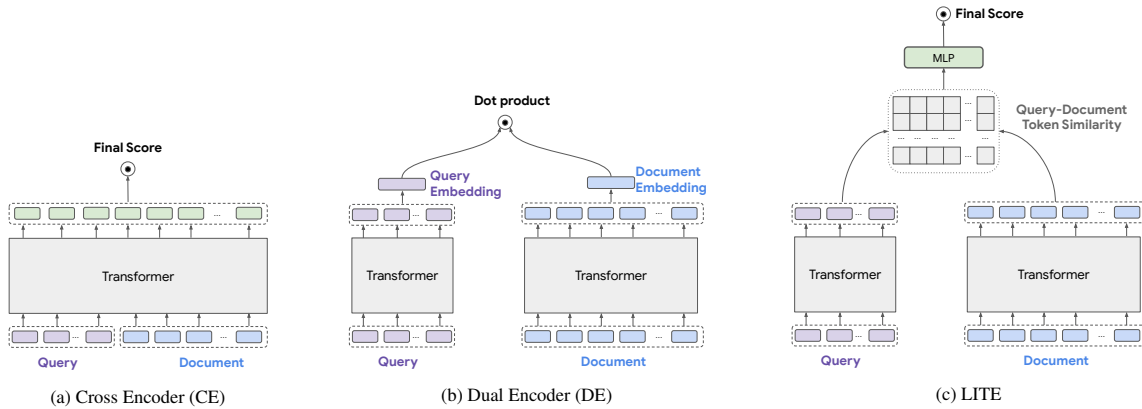 Final Score
...
Transformer
...
...
Query
Document
(a) Cross Encoder (CE)
Dot product
Query
Embedding
Document
Embedding
...
...
Transformer
Transformer
...
...
Query
Document
(b) Dual Encoder (DE)
Final Score
MLP
...
...
... ... ... ...
...
Query-Document
Token Similarity
...
...
Transformer
Transformer
...
...
Query
Document
(c) LITE